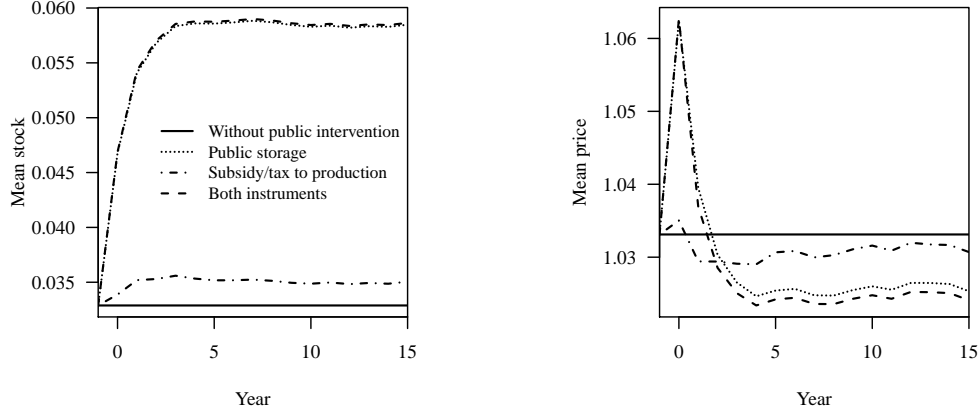 0.060
0.055
0.050
0.045
0.040
0.035
Mean stock
Without public intervention
Public storage
Subsidy/tax to production
Both instruments
0 5 10 15
Year
1.06
1.05
1.04
1.03
Mean price
0 5 10 15
Year